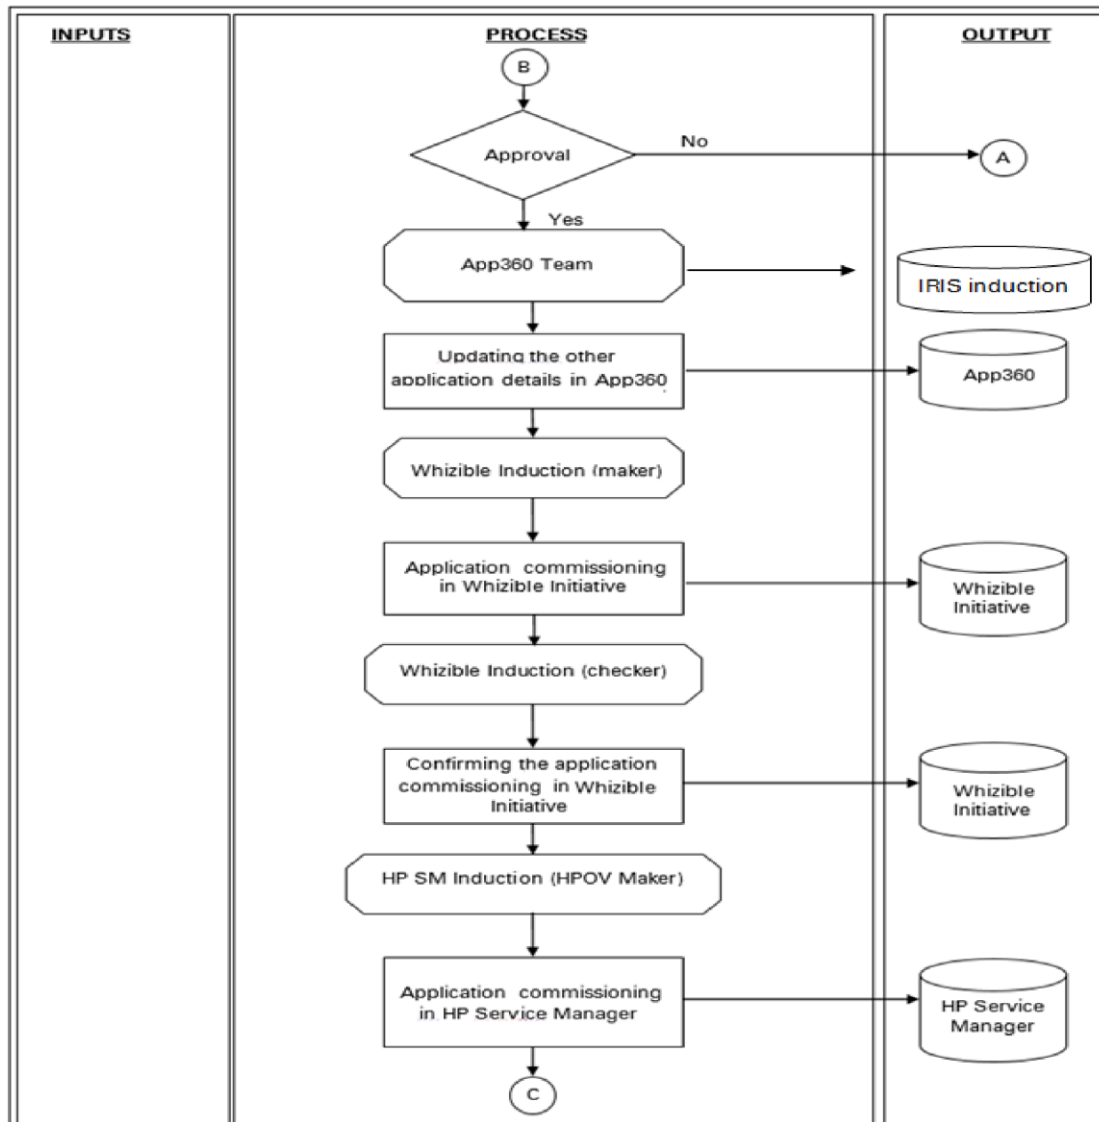 INPUTS
PROCESS
OUTPUT
B
Approval
No
A
Yes
App360 Team
IRIS induction
Updating the other
application details in App360
App360
Whizible Induction (maker)
Application commissioning
in Whizible Initiative
Whizible
Initiative
Whizible Induction (checker)
Confirming the application
commissioning in Whizible
Initiative
Whizible
Initiative
HP SM Induction (HPOV Maker)
Application commissioning
in HP Service Manager
HP Service
Manager
C